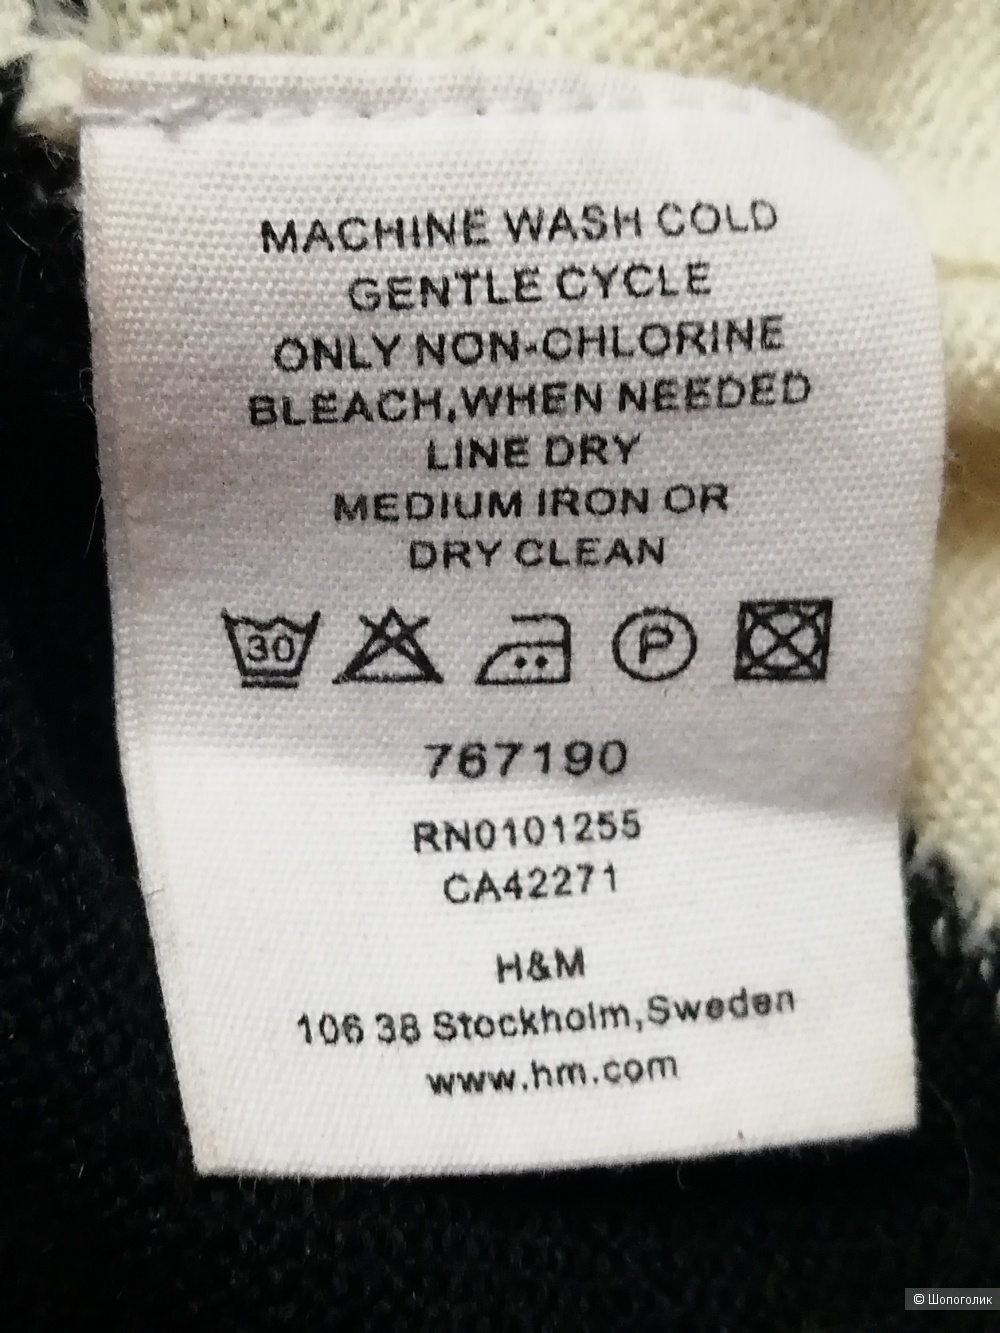 MACHINE WASH COLD
GENTLE CYCLE
ONLY NON-CHLORINE
BLEACH,WHEN NEEDED
LINE DRY
MEDIUM IRON OR
DRY CLEAN
30 P
767190
RN0101255
CA42271
H&M
106 38 Stockholm,Sweden
www.hm.com
© Шопоголик